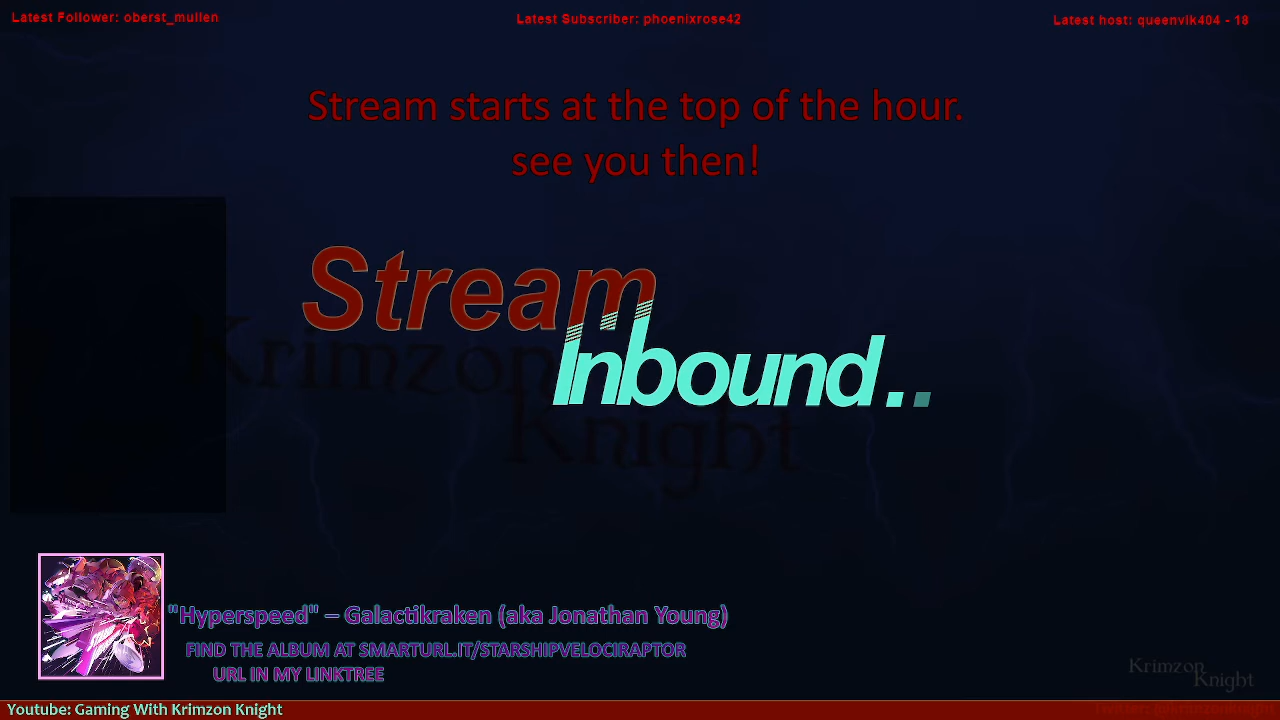 Latest Follower: oberst_mullen
Latest Subscriber: phoenixrose42
Latest host: queenvik404 - 18
Stream starts at the top of the hour.
see you then!
Stream
Inbound..
Krimzon
Knight
"Hyperspeed" – Galactikraken (aka Jonathan Young)
FIND THE ALBUM AT SMARTURL.IT/STARSHIPVELOCIRAPTOR
URL IN MY LINKTREE
Krimzon
Knight
Youtube: Gaming With Krimzon Knight
Twitter: @krimzonknight